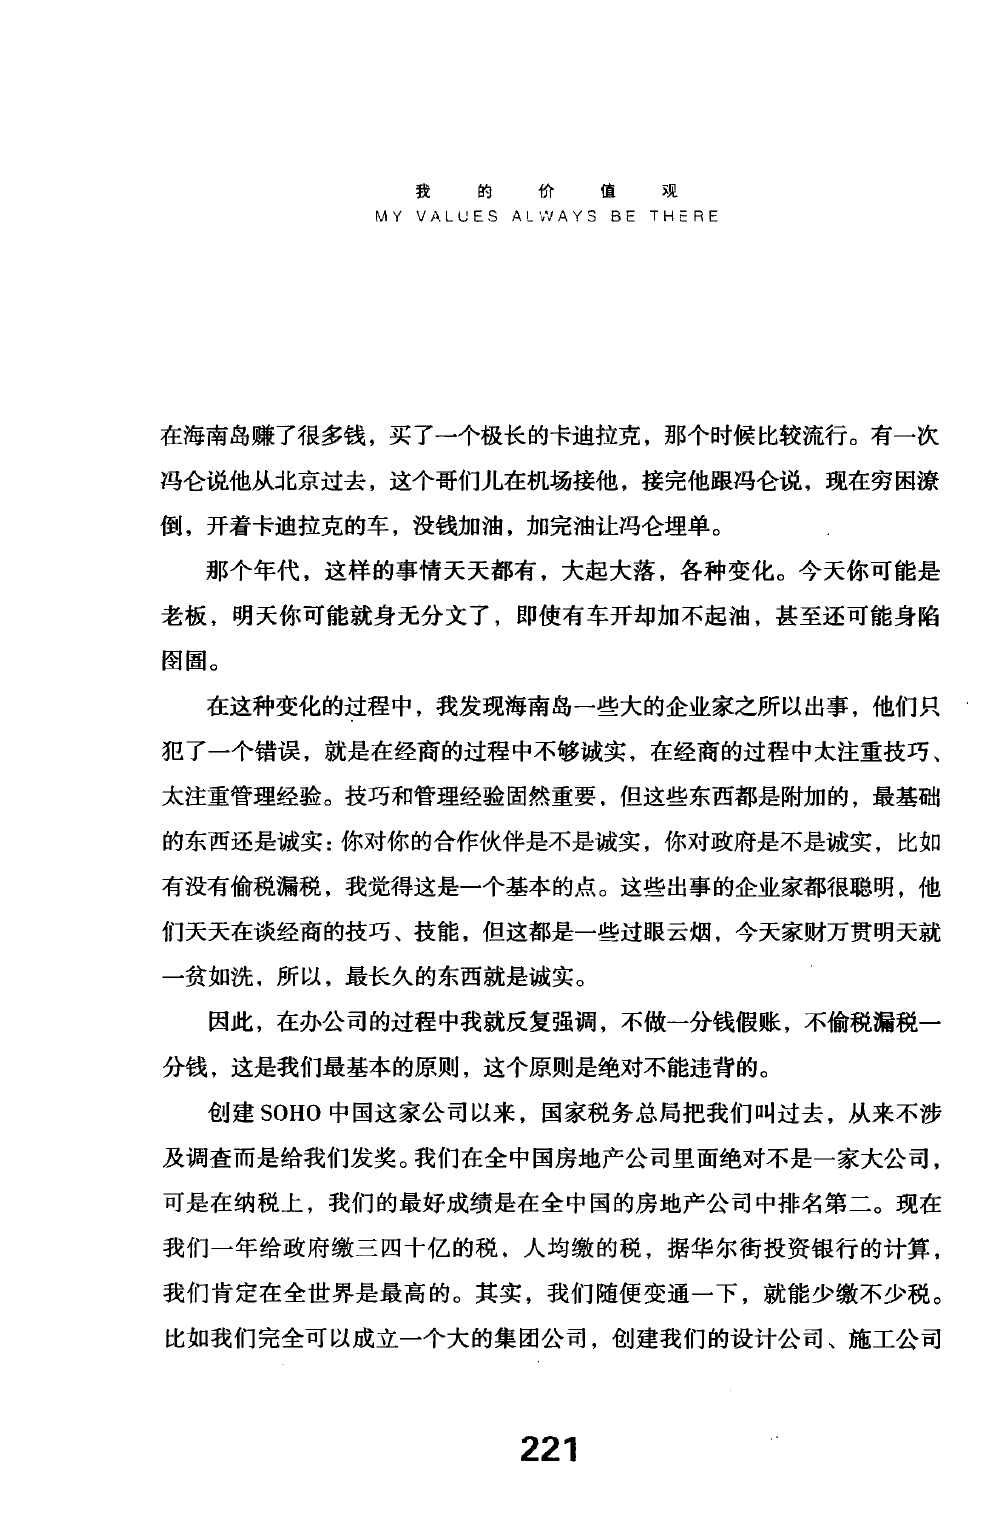 我的价值观
MY VALUES ALWAYS BE THERE
在海南岛赚了很多钱，买了一个极长的卡迪拉克，那个时候比较流行。有一次
冯仑说他从北京过去，这个哥们儿在机场接他，接完他跟冯仑说，现在穷困潦
倒，开着卡迪拉克的车，没钱加油，加完油让冯仑埋单。
那个年代，这样的事情天天都有，大起大落，各种变化。今天你可能是
老板，明天你可能就身无分文了，即使有车开却加不起油，甚至还可能身陷
囹圄。
在这种变化的过程中，我发现海南岛一些大的企业家之所以出事，他们只
犯了一个错误，就是在经商的过程中不够诚实，在经商的过程中太注重技巧、
太注重管理经验。技巧和管理经验固然重要，但这些东西都是附加的，最基础
的东西还是诚实：你对你的合作伙伴是不是诚实，你对政府是不是诚实，比如
有没有偷税漏税，我觉得这是一个基本的点。这些出事的企业家都很聪明，他
们天天在谈经商的技巧、技能，但这都是一些过眼云烟，今天家财万贯明天就
一贫如洗，所以，最长久的东西就是诚实。
因此，在办公司的过程中我就反复强调，不做一分钱假账，不偷税漏税一
分钱，这是我们最基本的原则，这个原则是绝对不能违背的。
创建 SOHO 中国这家公司以来，国家税务总局把我们叫过去，从来不涉
及调查而是给我们发奖。我们在全中国房地产公司里面绝对不是一家大公司，
可是在纳税上，我们的最好成绩是在全中国的房地产公司中排名第二。现在
我们一年给政府缴三四十亿的税，人均缴的税，据华尔街投资银行的计算，
我们肯定在全世界是最高的。其实，我们随便变通一下，就能少缴不少税。
比如我们完全可以成立一个大的集团公司，创建我们的设计公司、施工公司
221